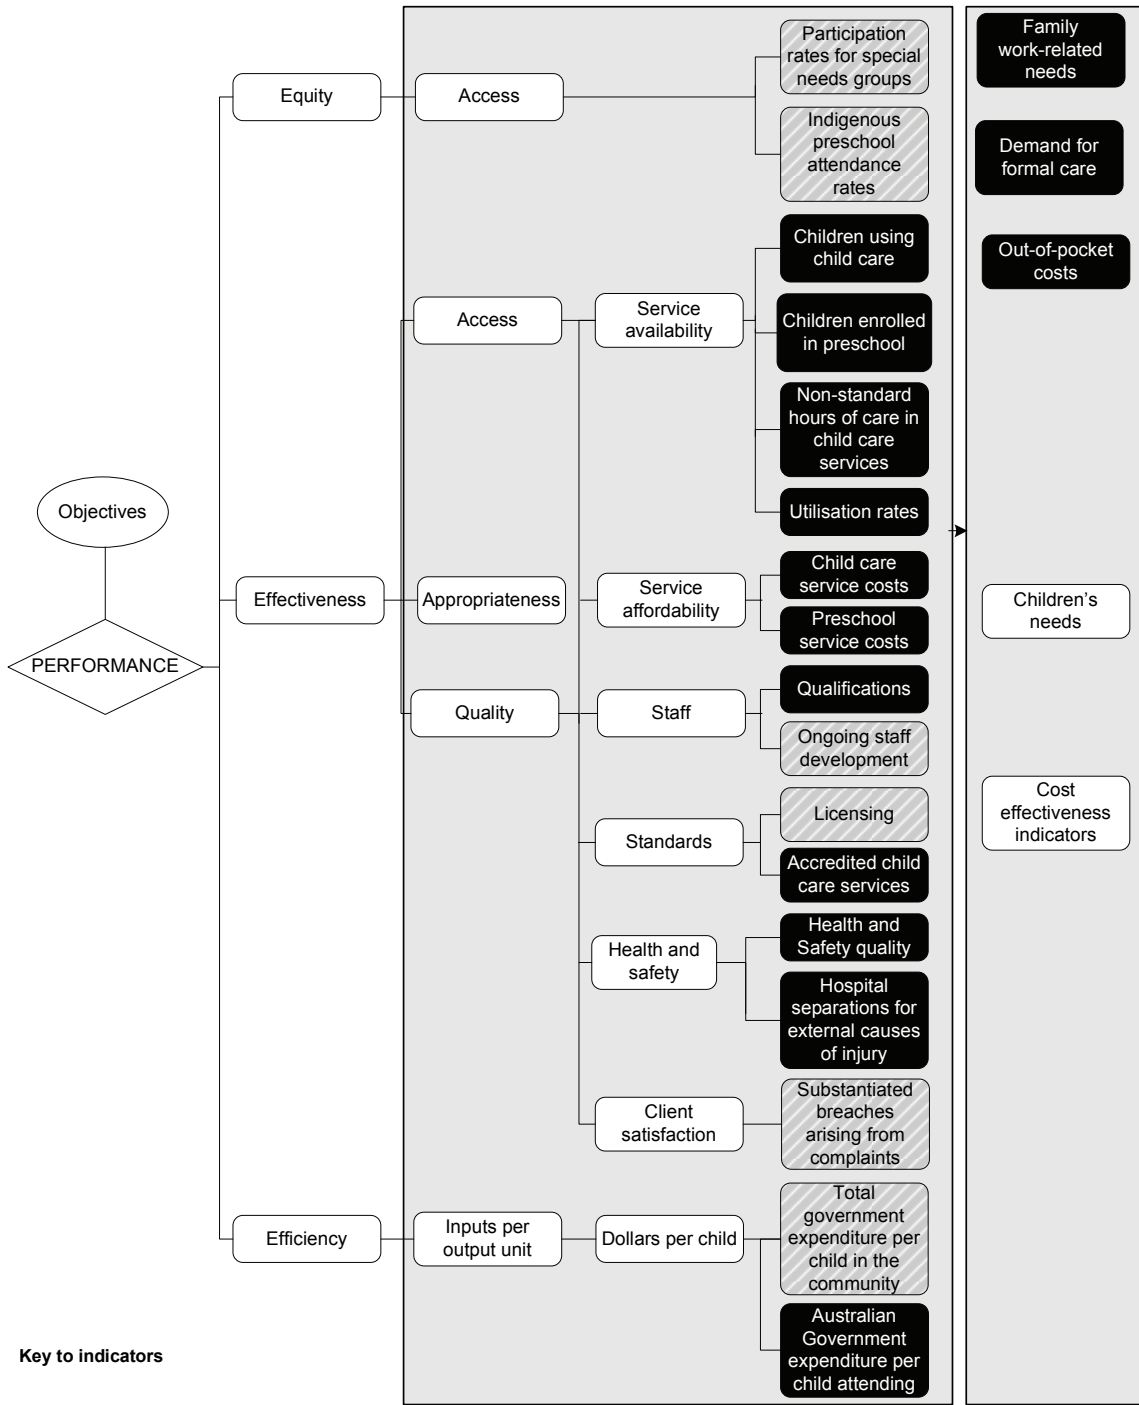 Objectives
PERFORMANCE
Equity
Access
Participation
rates for special
needs groups
Indigenous
preschool
attendance
rates
Effectiveness
Access
Service
availability
Children using
child care
Children enrolled
in preschool
Non-standard
hours of care in
child care
services
Utilisation rates
Appropriateness
Service
affordability
Child care
service costs
Preschool
service costs
Quality
Staff
Qualifications
Ongoing staff
development
Standards
Licensing
Accredited child
care services
Health and
safety
Health and
Safety quality
Hospital
separations for
external causes
of injury
Client
satisfaction
Substantiated
breaches
arising from
complaints
Efficiency
Inputs per
output unit
Dollars per child
Total
government
expenditure per
child in the
community
Australian
Government
expenditure per
child attending
Family
work-related
needs
Demand for
formal care
Out-of-pocket
costs
Children’s
needs
Cost
effectiveness
indicators
Key to indicators